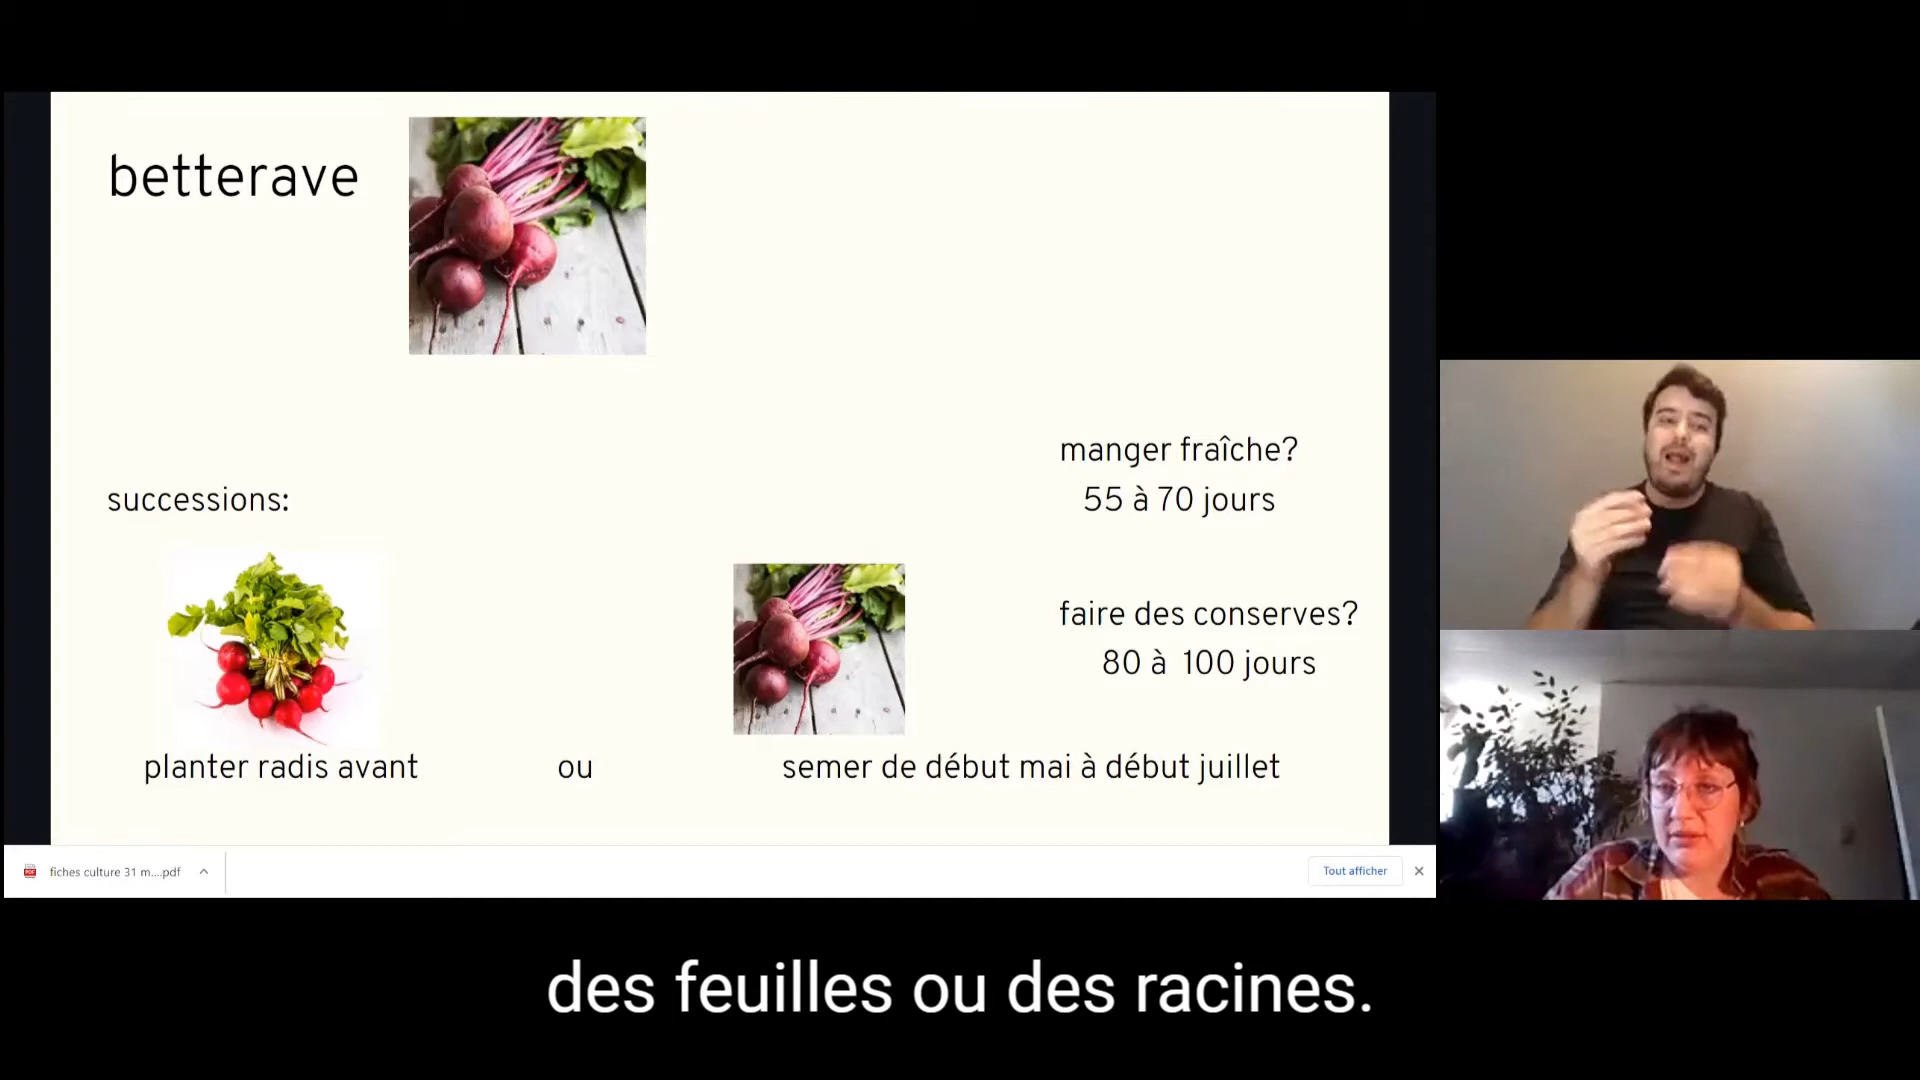 betterave
manger fraîche?
55 à 70 jours
successions:
faire des conserves?
80 à 100 jours
planter radis avant
ou
semer de début mai à début juillet
fiches culture 31 m....pdf
Tout afficher
des feuilles ou des racines.